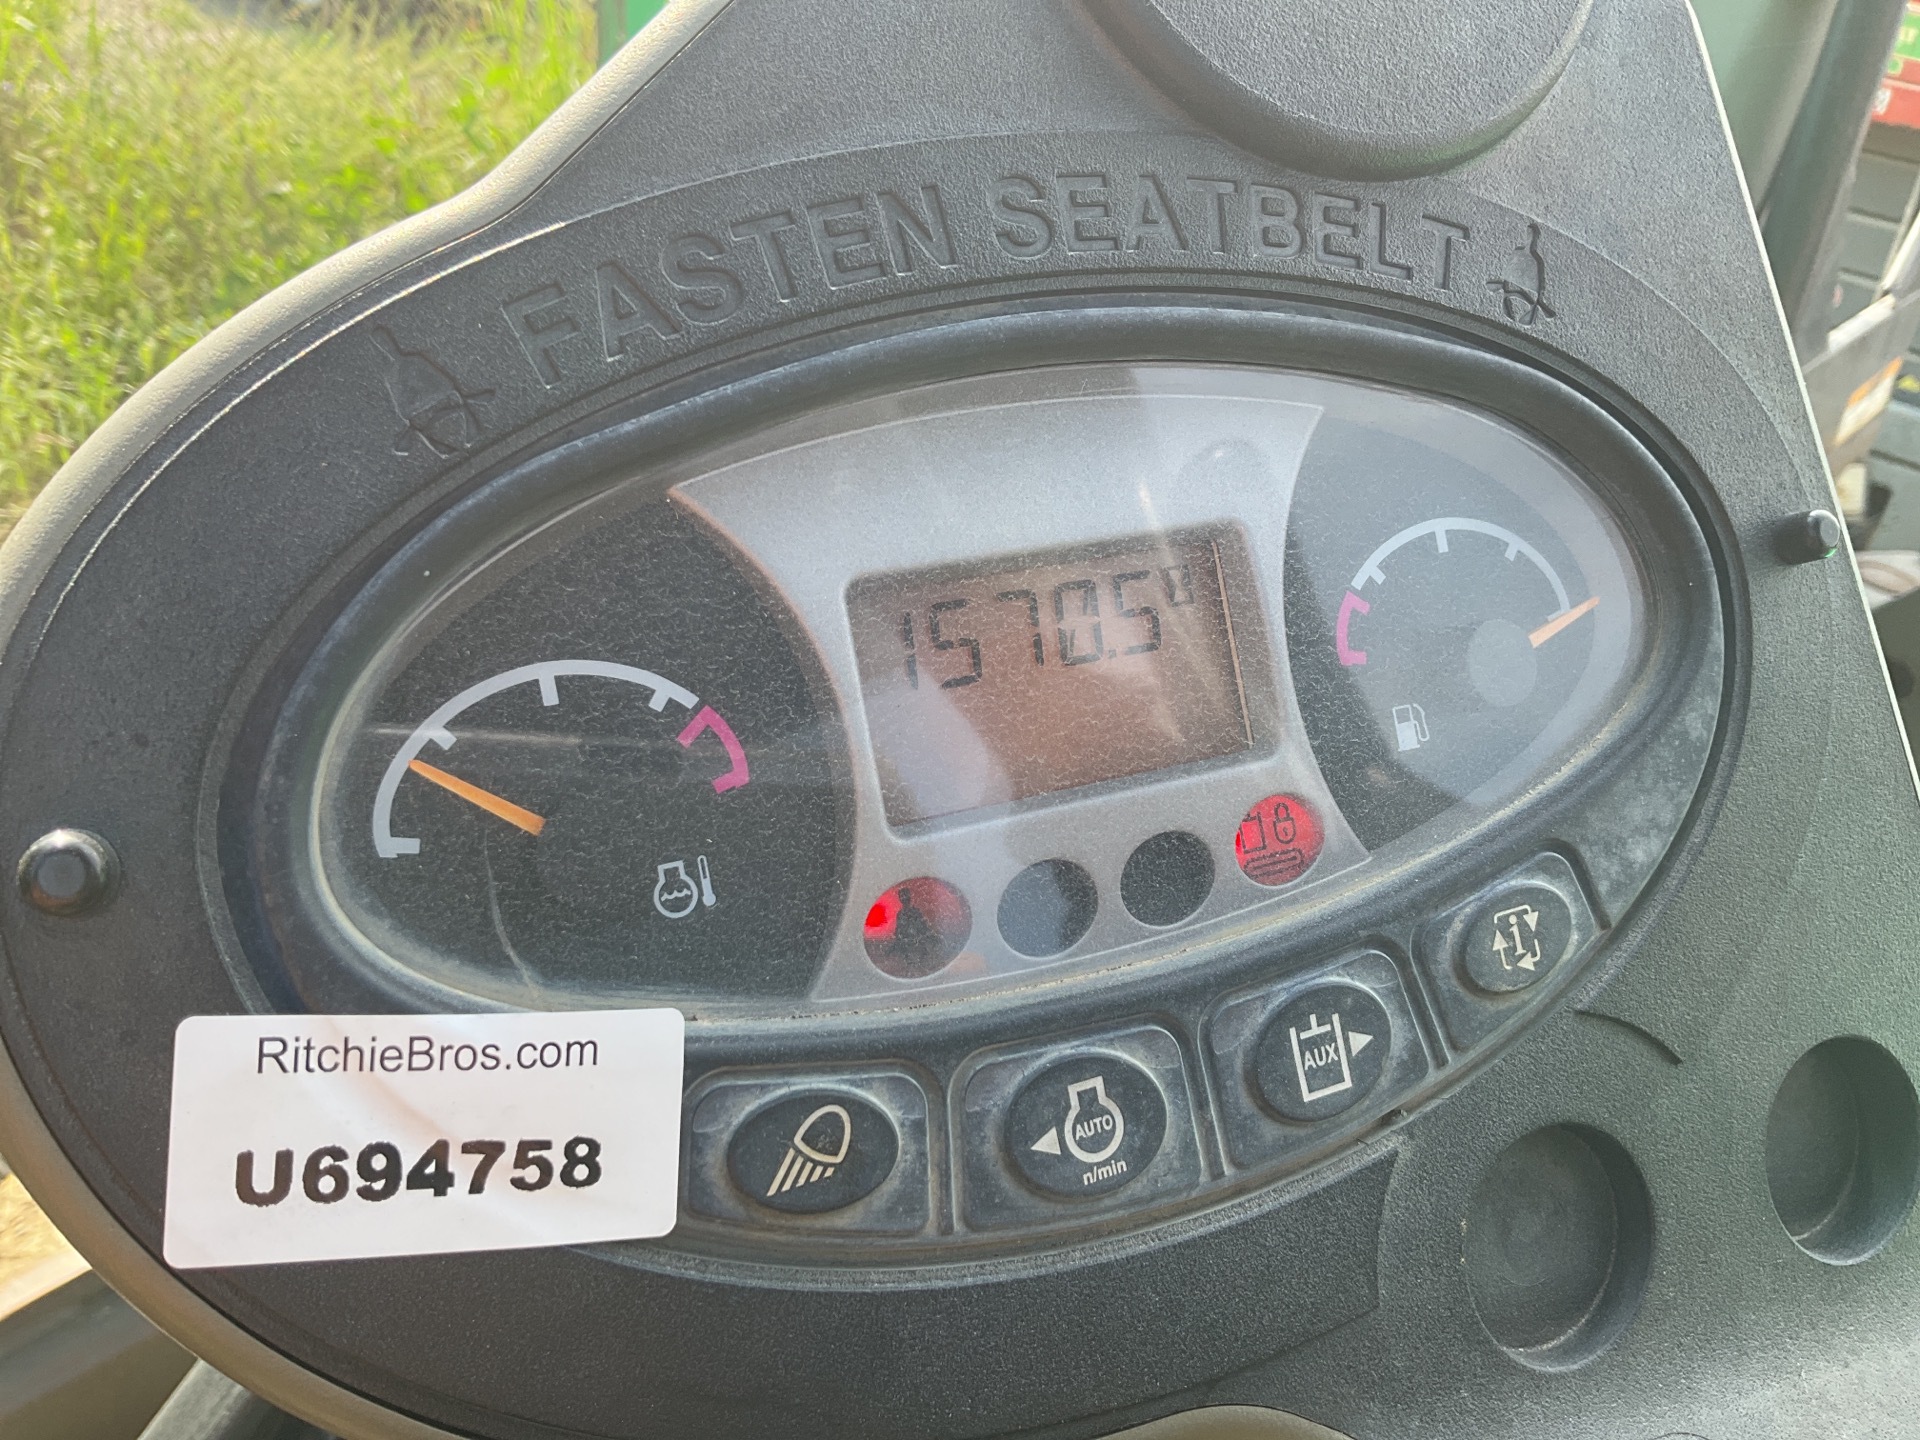 FASTEN SEATBELT
1570.5 h
RitchieBros.com
U694758
AUTO
n/min
AUX
i